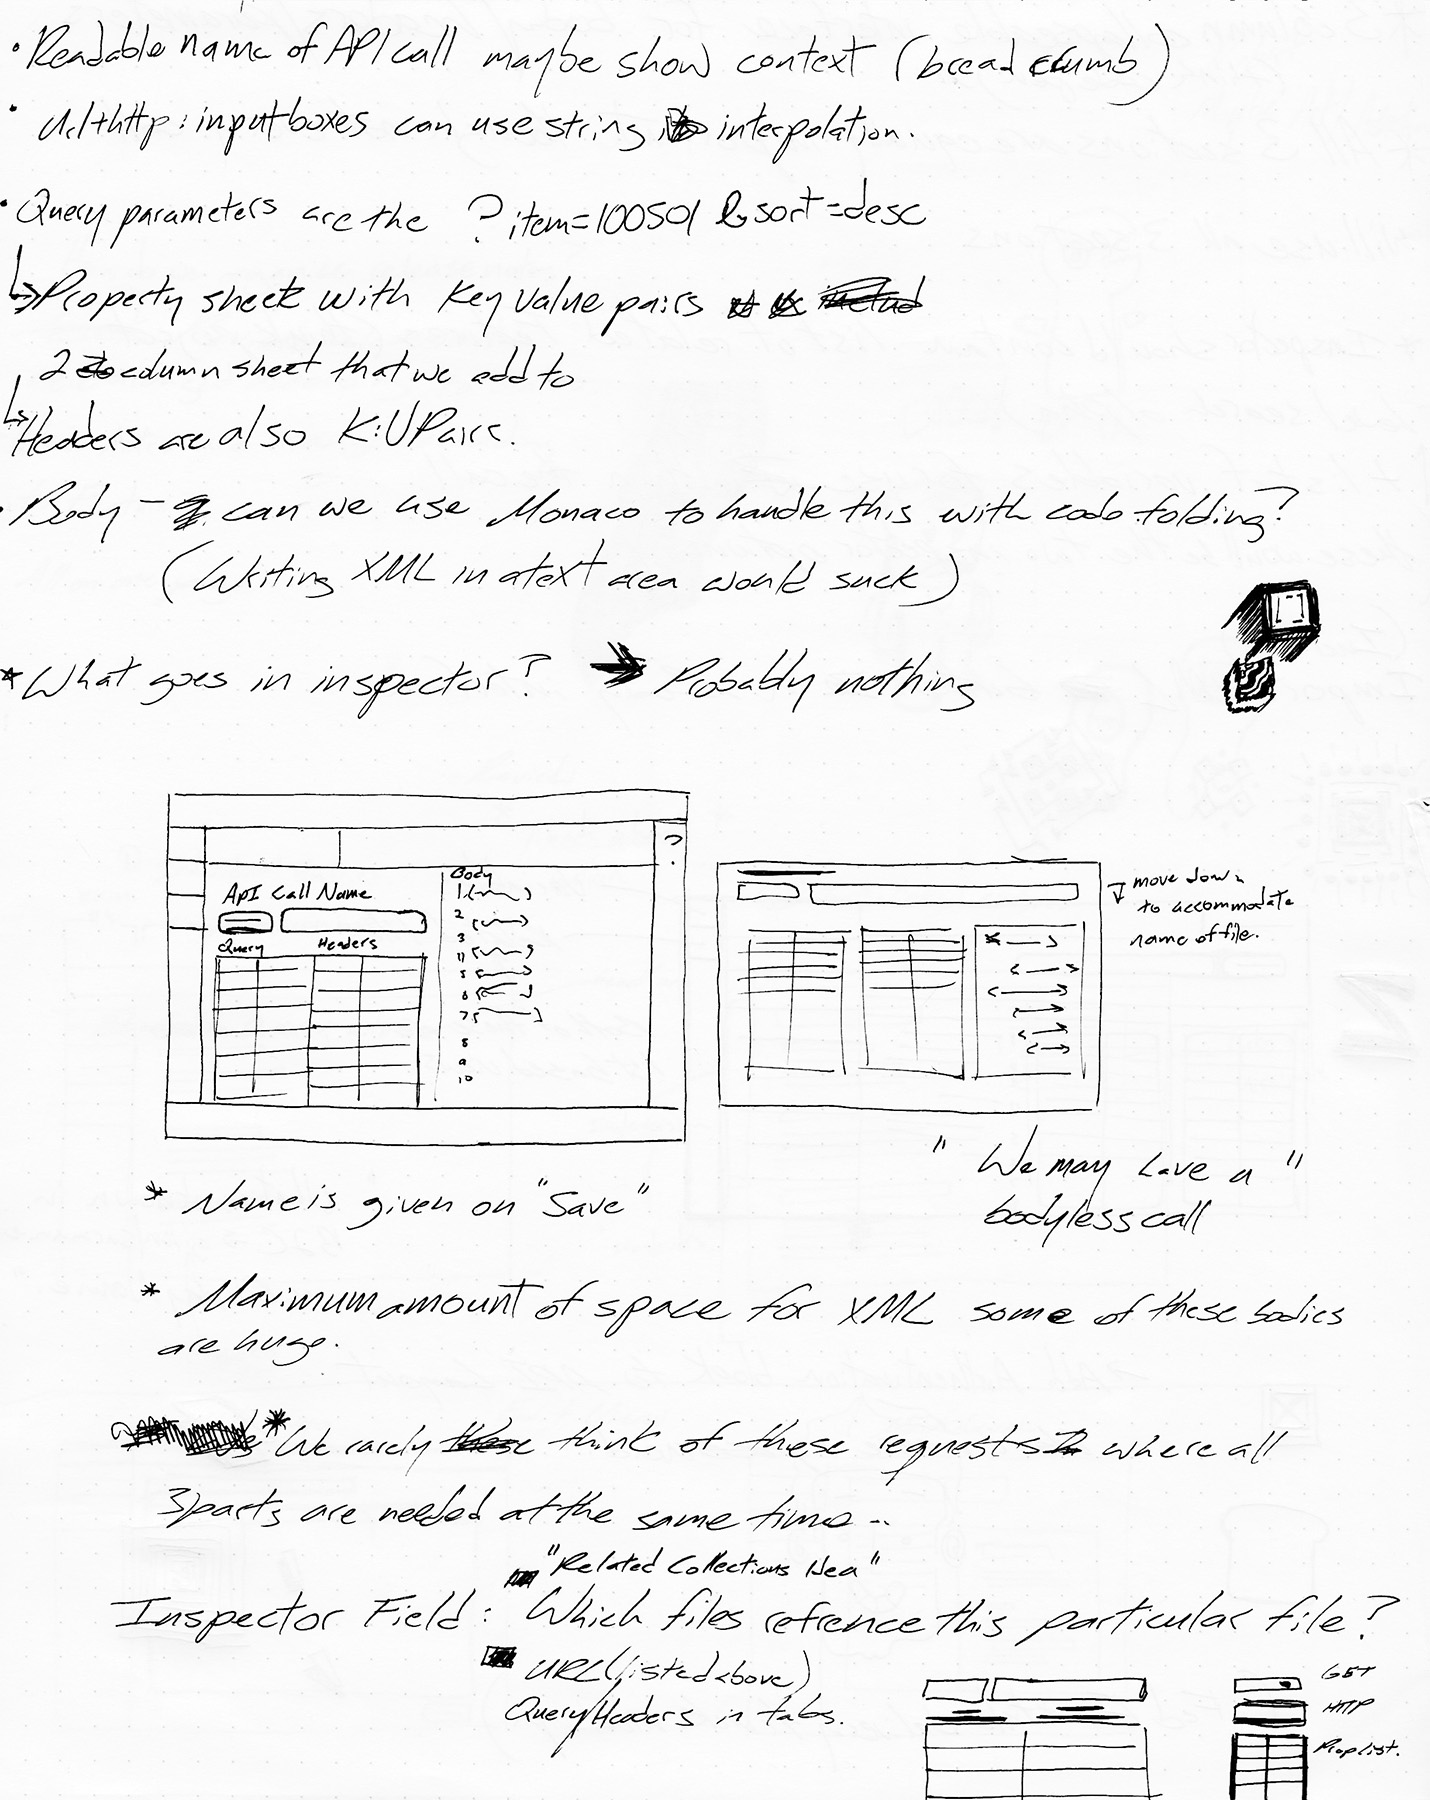 • Readable name of API call maybe show context (bread crumb)
• Url+http: input boxes can use string interpolation.
• Query parameters are the ?item=100501 &sort=desc
↳ Property sheet with Key Value pairs
2 column sheet that we add to
↳ Headers are also K:V Pairs.
• Body - can we use Monaco to handle this with code folding?
(Writing XML in a text area would suck)
* What goes in inspector? → Probably nothing
API Call Name
Query Headers
Body
1
2
3
4
5
6
7
8
9
10
?
move down
to accommodate
name of file.
"We may have a"
bodyless call
* Name is given on "Save"
* Maximum amount of space for XML some of these bodies
are huge.
* We rarely these think of these requests where all
3 parts are needed at the same time..
"Related Collections Idea"
Inspector Field: Which files refrence this particular file?
URL (listed above)
Query/Headers in tabs.
GET
HTTP
Prop list.